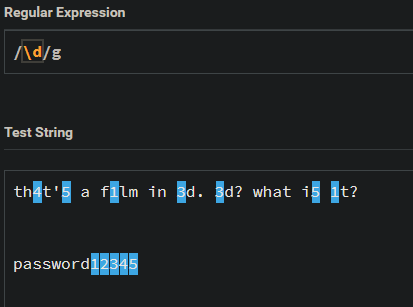 Regular Expression
/\d/g
Test String
th4t'5 a f1lm in 3d. 3d? what i5 1t?
password12345